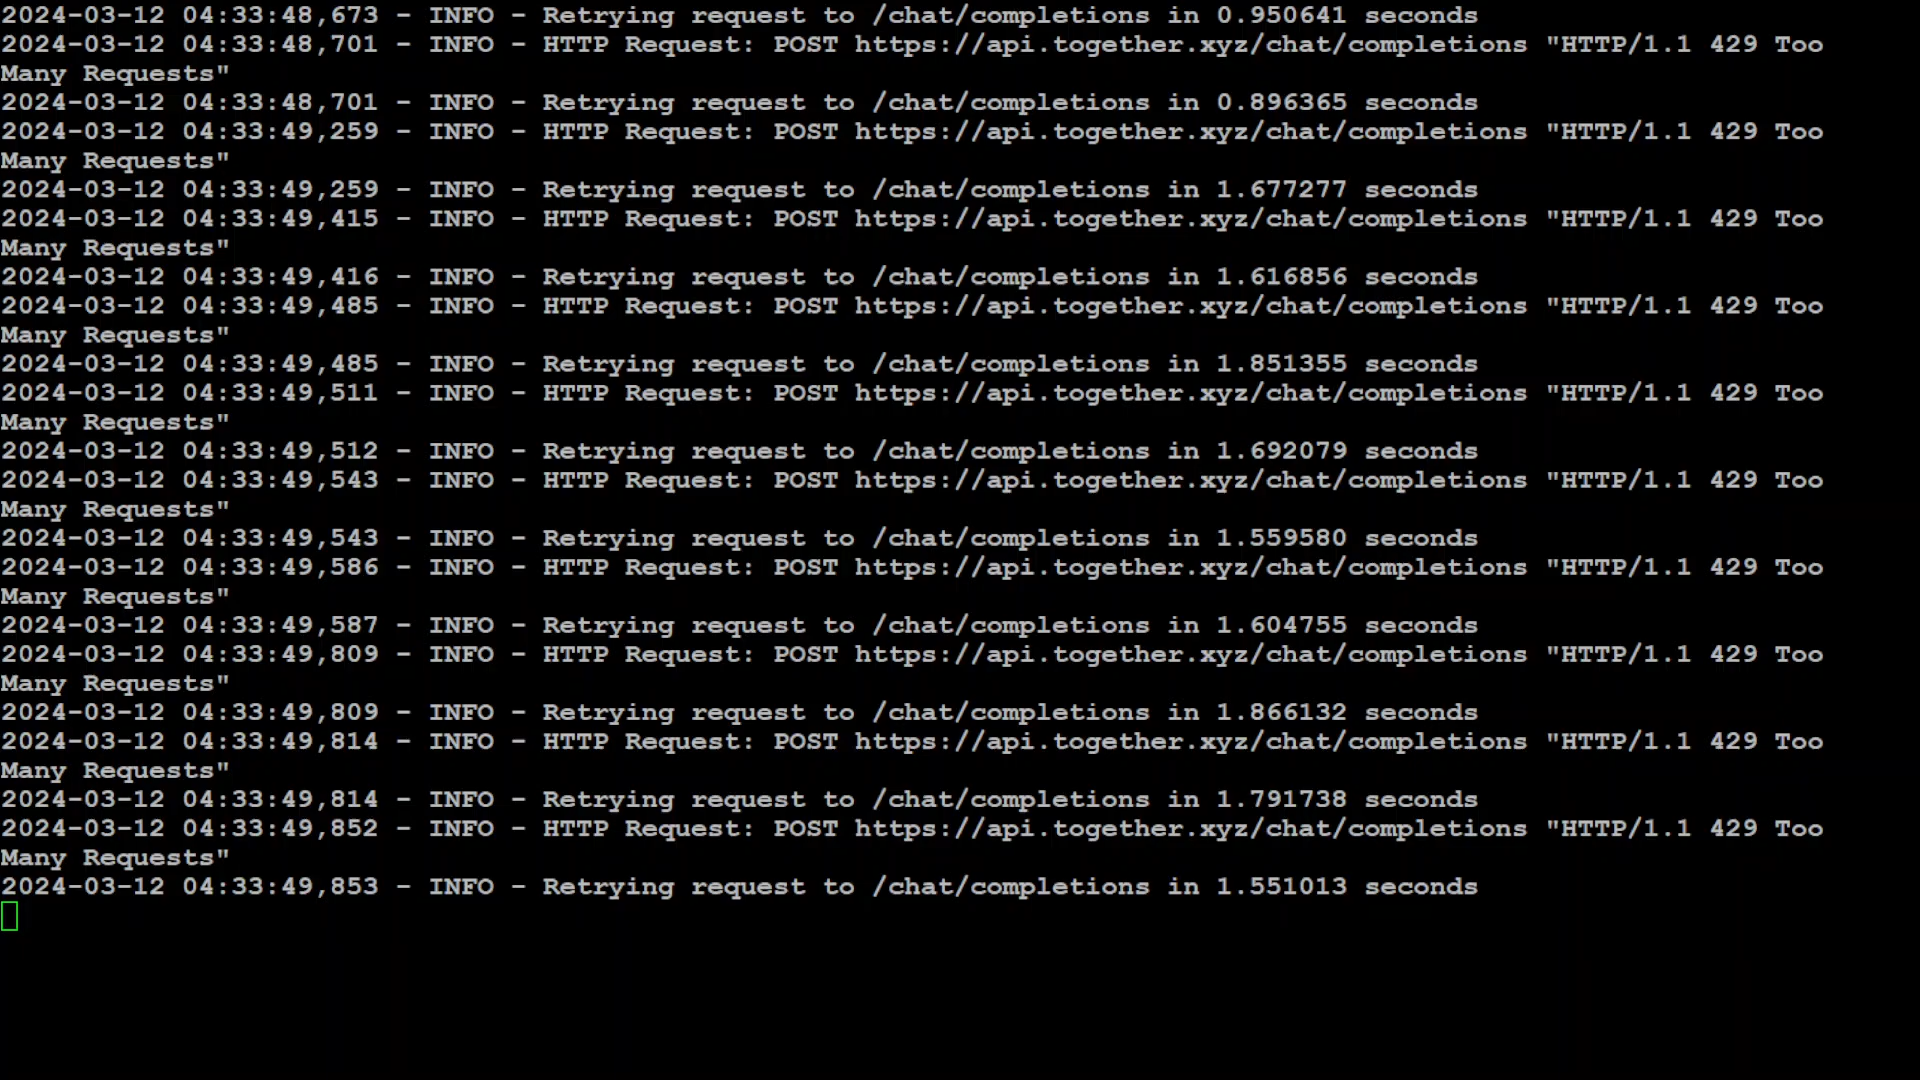 2024-03-12 04:33:48,673 - INFO - Retrying request to /chat/completions in 0.950641 seconds
2024-03-12 04:33:48,701 - INFO - HTTP Request: POST https://api.together.xyz/chat/completions "HTTP/1.1 429 Too
Many Requests"
2024-03-12 04:33:48,701 - INFO - Retrying request to /chat/completions in 0.896365 seconds
2024-03-12 04:33:49,259 - INFO - HTTP Request: POST https://api.together.xyz/chat/completions "HTTP/1.1 429 Too
Many Requests"
2024-03-12 04:33:49,259 - INFO - Retrying request to /chat/completions in 1.677277 seconds
2024-03-12 04:33:49,415 - INFO - HTTP Request: POST https://api.together.xyz/chat/completions "HTTP/1.1 429 Too
Many Requests"
2024-03-12 04:33:49,416 - INFO - Retrying request to /chat/completions in 1.616856 seconds
2024-03-12 04:33:49,485 - INFO - HTTP Request: POST https://api.together.xyz/chat/completions "HTTP/1.1 429 Too
Many Requests"
2024-03-12 04:33:49,485 - INFO - Retrying request to /chat/completions in 1.851355 seconds
2024-03-12 04:33:49,511 - INFO - HTTP Request: POST https://api.together.xyz/chat/completions "HTTP/1.1 429 Too
Many Requests"
2024-03-12 04:33:49,512 - INFO - Retrying request to /chat/completions in 1.692079 seconds
2024-03-12 04:33:49,543 - INFO - HTTP Request: POST https://api.together.xyz/chat/completions "HTTP/1.1 429 Too
Many Requests"
2024-03-12 04:33:49,543 - INFO - Retrying request to /chat/completions in 1.559580 seconds
2024-03-12 04:33:49,586 - INFO - HTTP Request: POST https://api.together.xyz/chat/completions "HTTP/1.1 429 Too
Many Requests"
2024-03-12 04:33:49,587 - INFO - Retrying request to /chat/completions in 1.604755 seconds
2024-03-12 04:33:49,809 - INFO - HTTP Request: POST https://api.together.xyz/chat/completions "HTTP/1.1 429 Too
Many Requests"
2024-03-12 04:33:49,809 - INFO - Retrying request to /chat/completions in 1.866132 seconds
2024-03-12 04:33:49,814 - INFO - HTTP Request: POST https://api.together.xyz/chat/completions "HTTP/1.1 429 Too
Many Requests"
2024-03-12 04:33:49,814 - INFO - Retrying request to /chat/completions in 1.791738 seconds
2024-03-12 04:33:49,852 - INFO - HTTP Request: POST https://api.together.xyz/chat/completions "HTTP/1.1 429 Too
Many Requests"
2024-03-12 04:33:49,853 - INFO - Retrying request to /chat/completions in 1.551013 seconds